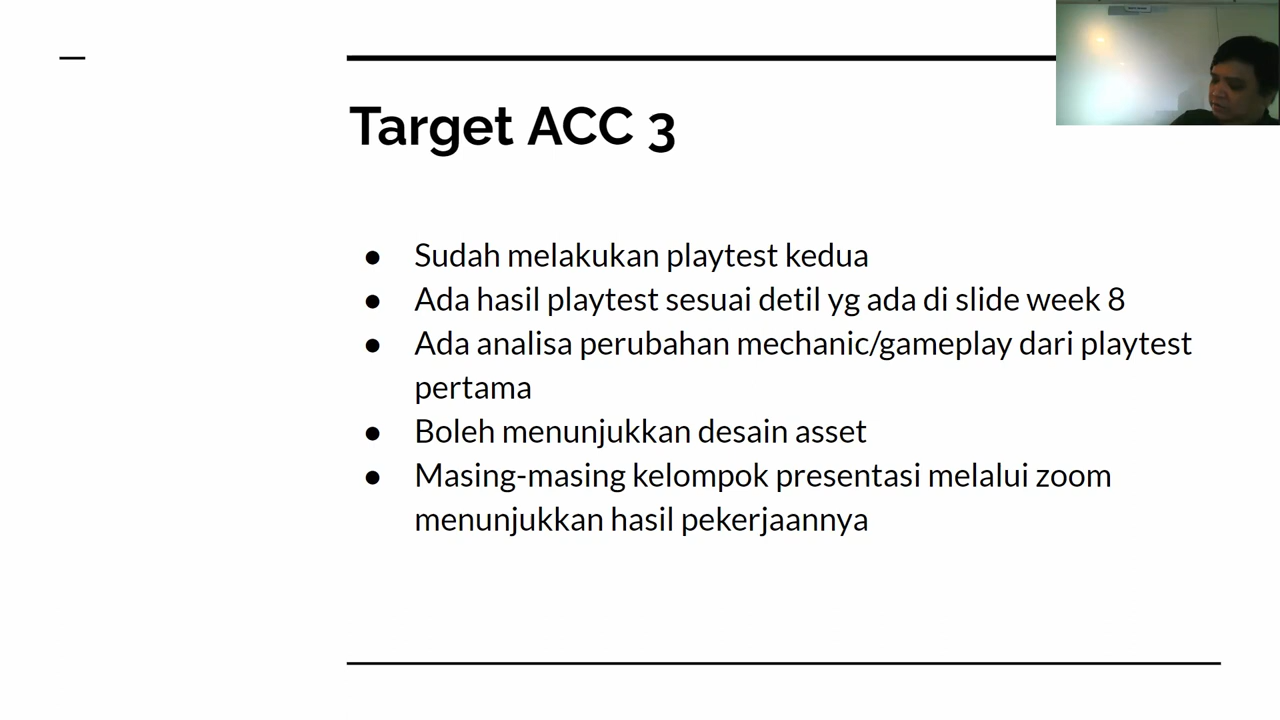 Target ACC 3
● Sudah melakukan playtest kedua
● Ada hasil playtest sesuai detil yg ada di slide week 8
● Ada analisa perubahan mechanic/gameplay dari playtest
pertama
● Boleh menunjukkan desain asset
● Masing-masing kelompok presentasi melalui zoom
menunjukkan hasil pekerjaannya